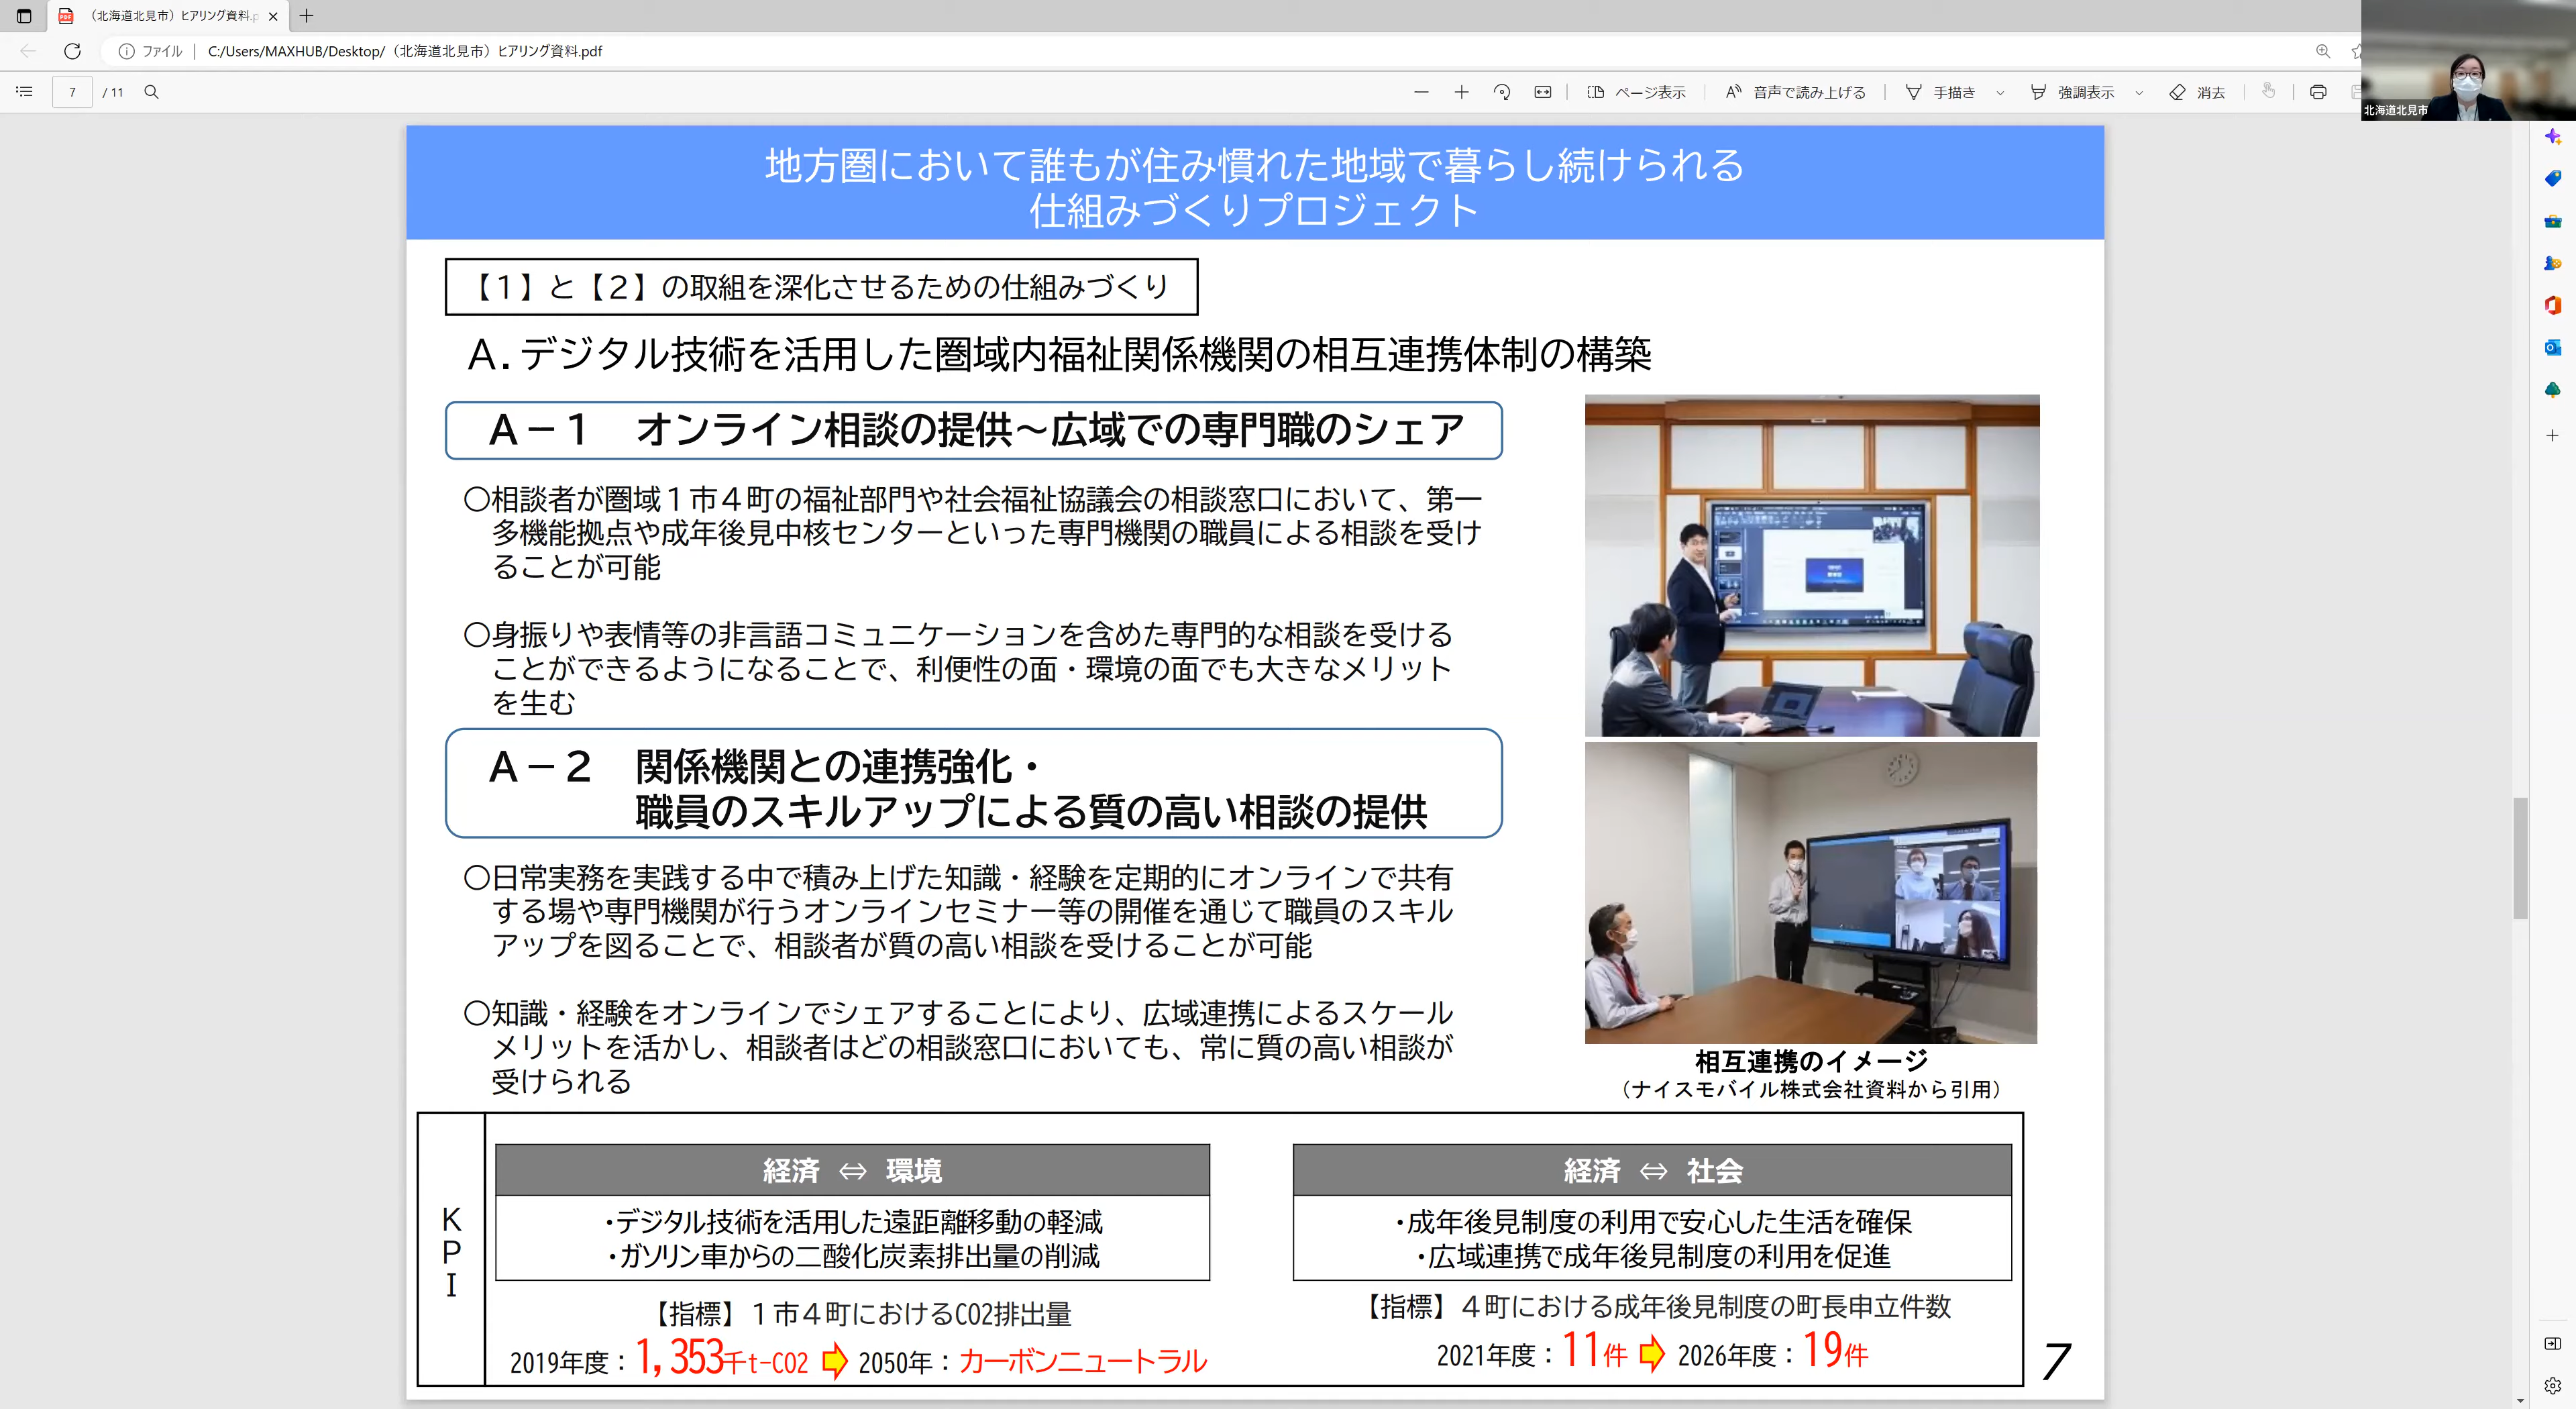 （北海道北見市）ヒアリング資料.p
ファイル
C:/Users/MAXHUB/Desktop/（北海道北見市）ヒアリング資料.pdf
7 / 11
ページ表示
音声で読み上げる
手描き
強調表示
消去
北海道北見市
地方圏において誰もが住み慣れた地域で暮らし続けられる
仕組みづくりプロジェクト
【１】と【２】の取組を深化させるための仕組みづくり
Ａ．デジタル技術を活用した圏域内福祉関係機関の相互連携体制の構築
Ａ－１　オンライン相談の提供～広域での専門職のシェア
○相談者が圏域１市４町の福祉部門や社会福祉協議会の相談窓口において、第一
多機能拠点や成年後見中核センターといった専門機関の職員による相談を受け
ることが可能
○身振りや表情等の非言語コミュニケーションを含めた専門的な相談を受ける
ことができるようになることで、利便性の面・環境の面でも大きなメリット
を生む
Ａ－２　関係機関との連携強化・
職員のスキルアップによる質の高い相談の提供
○日常実務を実践する中で積み上げた知識・経験を定期的にオンラインで共有
する場や専門機関が行うオンラインセミナー等の開催を通じて職員のスキル
アップを図ることで、相談者が質の高い相談を受けることが可能
○知識・経験をオンラインでシェアすることにより、広域連携によるスケール
メリットを活かし、相談者はどの相談窓口においても、常に質の高い相談が
受けられる
相互連携のイメージ
（ナイスモバイル株式会社資料から引用）
KPI
経済 ⇔ 環境
・デジタル技術を活用した遠距離移動の軽減
・ガソリン車からの二酸化炭素排出量の削減
【指標】１市４町におけるCO2排出量
2019年度：1,353千t-CO2 ➡ 2050年：カーボンニュートラル
経済 ⇔ 社会
・成年後見制度の利用で安心した生活を確保
・広域連携で成年後見制度の利用を促進
【指標】４町における成年後見制度の町長申立件数
2021年度：11件 ➡ 2026年度：19件
7